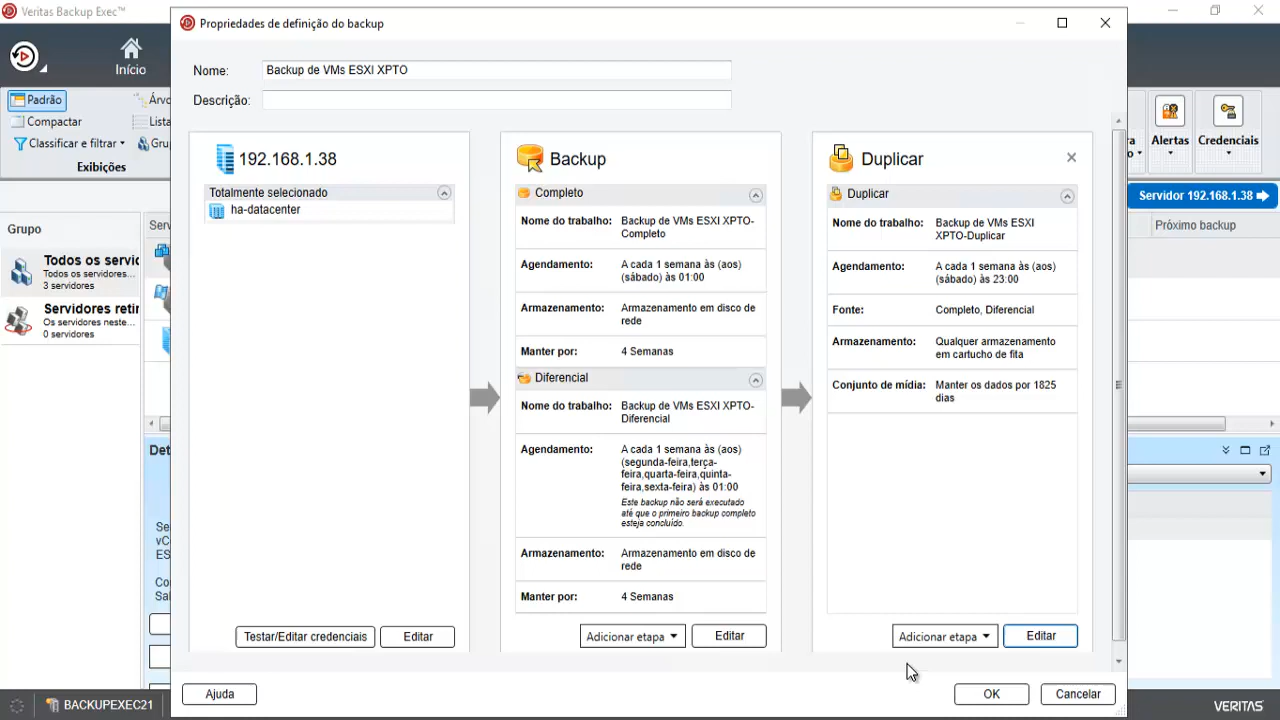 Veritas Backup Exec™
Propriedades de definição do backup
Início
Nome:
Backup de VMs ESXI XPTO
Descrição:
Padrão
Compactar
Lista
Classificar e filtrar
Exibições
Alertas
Credenciais
Servidor 192.168.1.38
Próximo backup
Grupo
Todos os servidores...
3 servidores
Os servidores neste...
0 servidores
192.168.1.38
Totalmente selecionado
ha-datacenter
Testar/Editar credenciais
Editar
Backup
Completo
Nome do trabalho:
Backup de VMs ESXI XPTO-
Completo
Agendamento:
A cada 1 semana às (aos)
(sábado) às 01:00
Armazenamento:
Armazenamento em disco de
rede
Manter por:
4 Semanas
Diferencial
Nome do trabalho:
Backup de VMs ESXI XPTO-
Diferencial
Agendamento:
A cada 1 semana às (aos)
(segunda-feira,terça-
feira,quarta-feira,quinta-
feira,sexta-feira) às 01:00
Este backup não será executado
até que o primeiro backup completo
esteja concluído.
Armazenamento:
Armazenamento em disco de
rede
Manter por:
4 Semanas
Adicionar etapa
Editar
Duplicar
Duplicar
Nome do trabalho:
Backup de VMs ESXI
XPTO-Duplicar
Agendamento:
A cada 1 semana às (aos)
(sábado) às 23:00
Fonte:
Completo, Diferencial
Armazenamento:
Qualquer armazenamento
em cartucho de fita
Conjunto de mídia:
Manter os dados por 1825
dias
Adicionar etapa
Editar
Ajuda
OK
Cancelar
BACKUPEXEC21
VERITAS